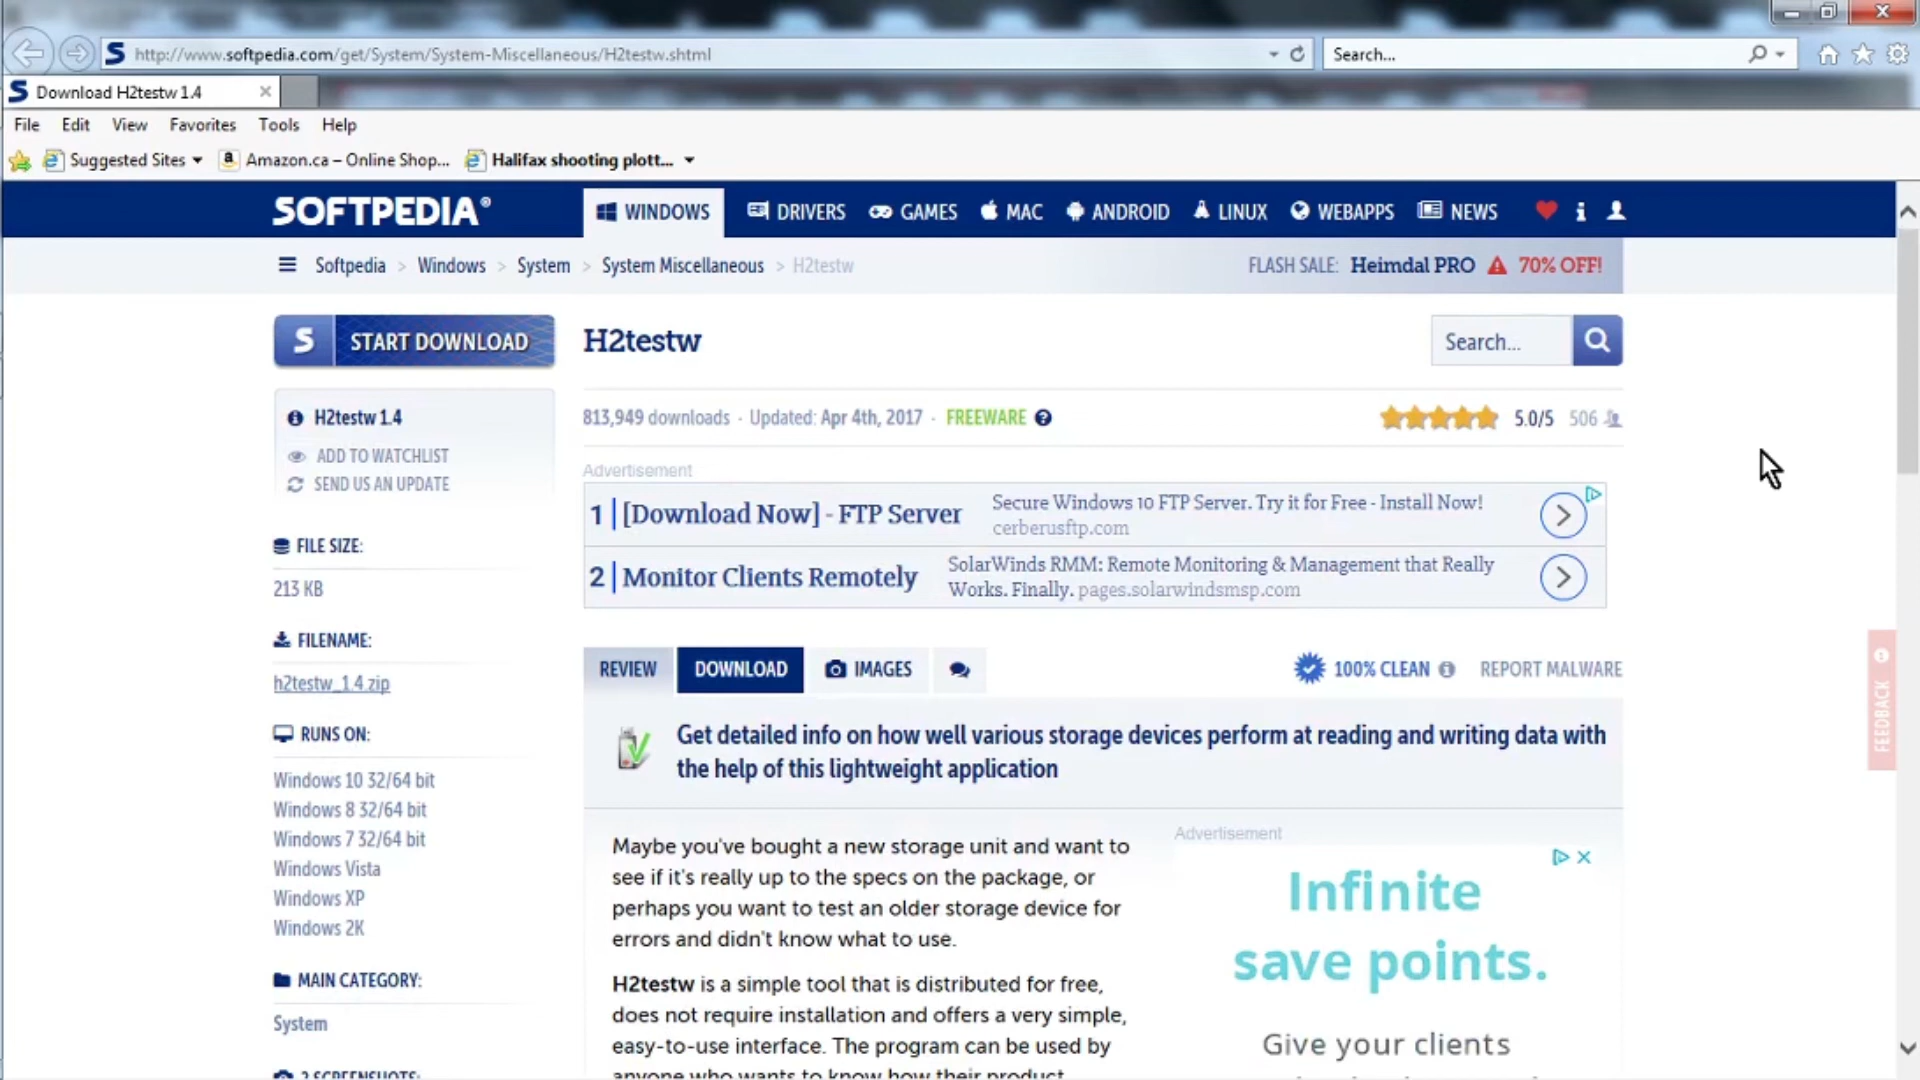 http://www.softpedia.com/get/System/System-Miscellaneous/H2testw.shtml
Search...
Download H2testw 1.4
File Edit View Favorites Tools Help
Suggested Sites
Amazon.ca – Online Shop...
Halifax shooting plott...
SOFTPEDIA®
WINDOWS DRIVERS GAMES MAC ANDROID LINUX WEBAPPS NEWS
Softpedia > Windows > System > System Miscellaneous > H2testw
FLASH SALE: Heimdal PRO 70% OFF!
START DOWNLOAD
H2testw
Search...
H2testw 1.4
ADD TO WATCHLIST
SEND US AN UPDATE
813,949 downloads · Updated: Apr 4th, 2017 · FREEWARE
5.0/5 506
Advertisement
1 [Download Now] - FTP Server
Secure Windows 10 FTP Server. Try it for Free - Install Now!
cerberusftp.com
2 Monitor Clients Remotely
SolarWinds RMM: Remote Monitoring & Management that Really
Works. Finally. pages.solarwindsmsp.com
FILE SIZE:
213 KB
FILENAME:
h2testw_1.4.zip
RUNS ON:
Windows 10 32/64 bit
Windows 8 32/64 bit
Windows 7 32/64 bit
Windows Vista
Windows XP
Windows 2K
MAIN CATEGORY:
System
2 SCREENSHOTS:
REVIEW DOWNLOAD IMAGES
100% CLEAN REPORT MALWARE
Get detailed info on how well various storage devices perform at reading and writing data with
the help of this lightweight application
Maybe you've bought a new storage unit and want to
see if it's really up to the specs on the package, or
perhaps you want to test an older storage device for
errors and didn't know what to use.
H2testw is a simple tool that is distributed for free,
does not require installation and offers a very simple,
easy-to-use interface. The program can be used by
anyone who wants to know how their product
Advertisement
Infinite
save points.
Give your clients
FEEDBACK